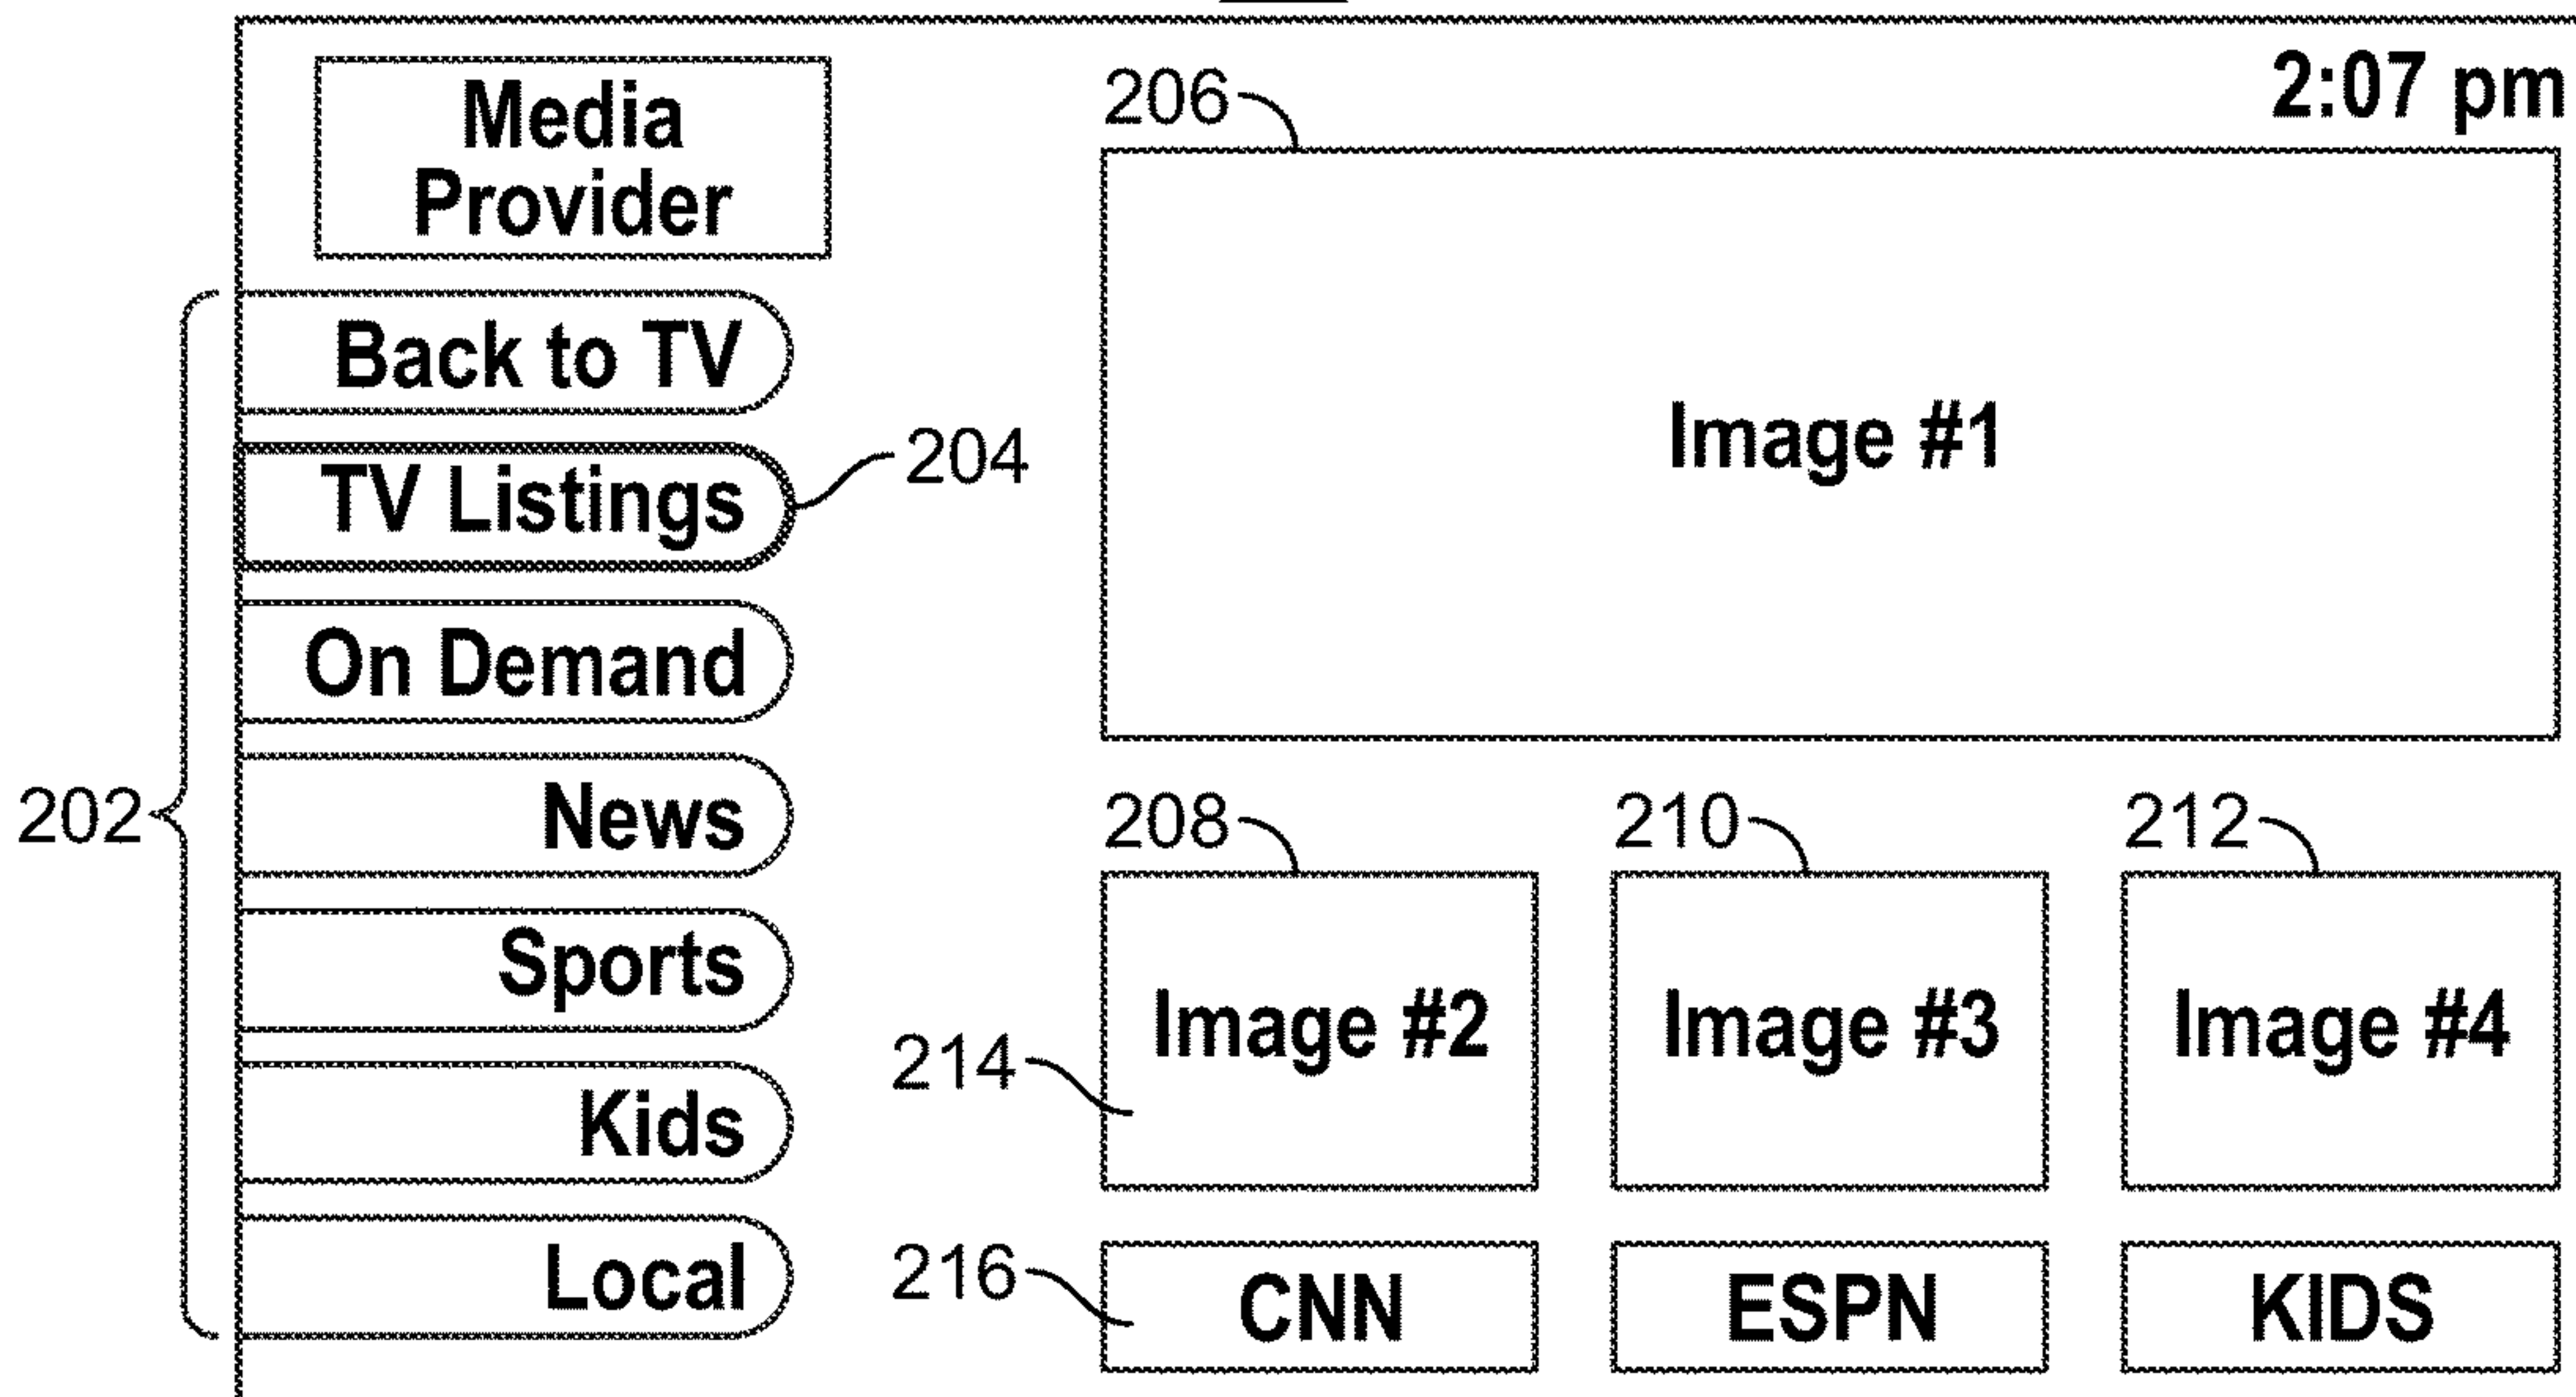 2:07 pm
Media
Provider
206
Image #1
Back to TV
TV Listings
204
On Demand
News
Sports
Kids
Local
202
208
210
212
Image #2
Image #3
Image #4
214
216
CNN
ESPN
KIDS